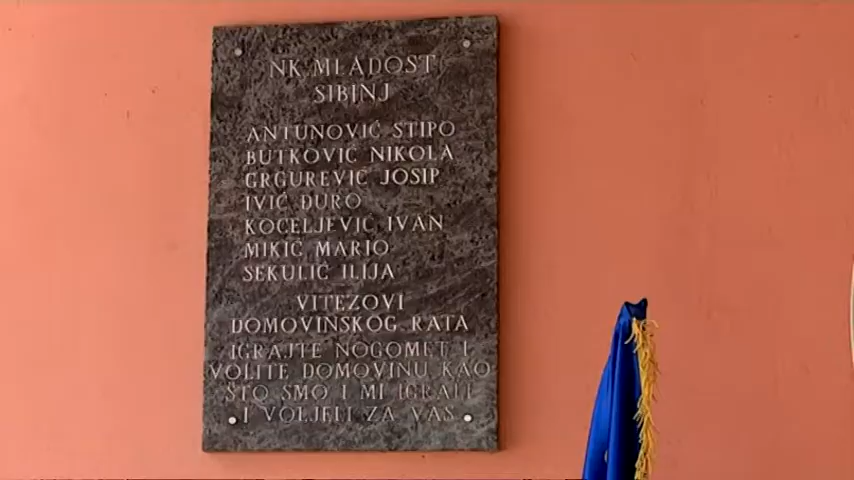 NK MLADOST
SIBINJ
ANTUNOVIĆ STIPO
BUTKOVIĆ NIKOLA
GRGUREVIĆ JOSIP
IVIĆ ĐURO
KOCELJEVIĆ IVAN
MIKIĆ MARIO
SEKULIĆ ILIJA
VITEZOVI
DOMOVINSKOG RATA
IGRAJTE NOGOMET I
VOLITE DOMOVINU KAO
ŠTO SMO I MI IGRALI
I VOLJELI ZA VAS